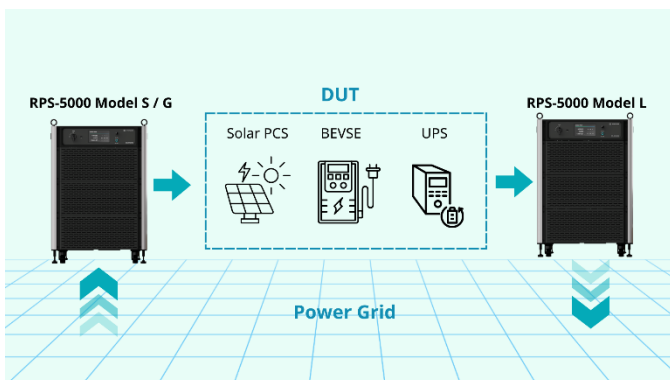 DUT
RPS-5000 Model S / G
RPS-5000 Model L
Solar PCS
BEVSE
UPS
Power Grid